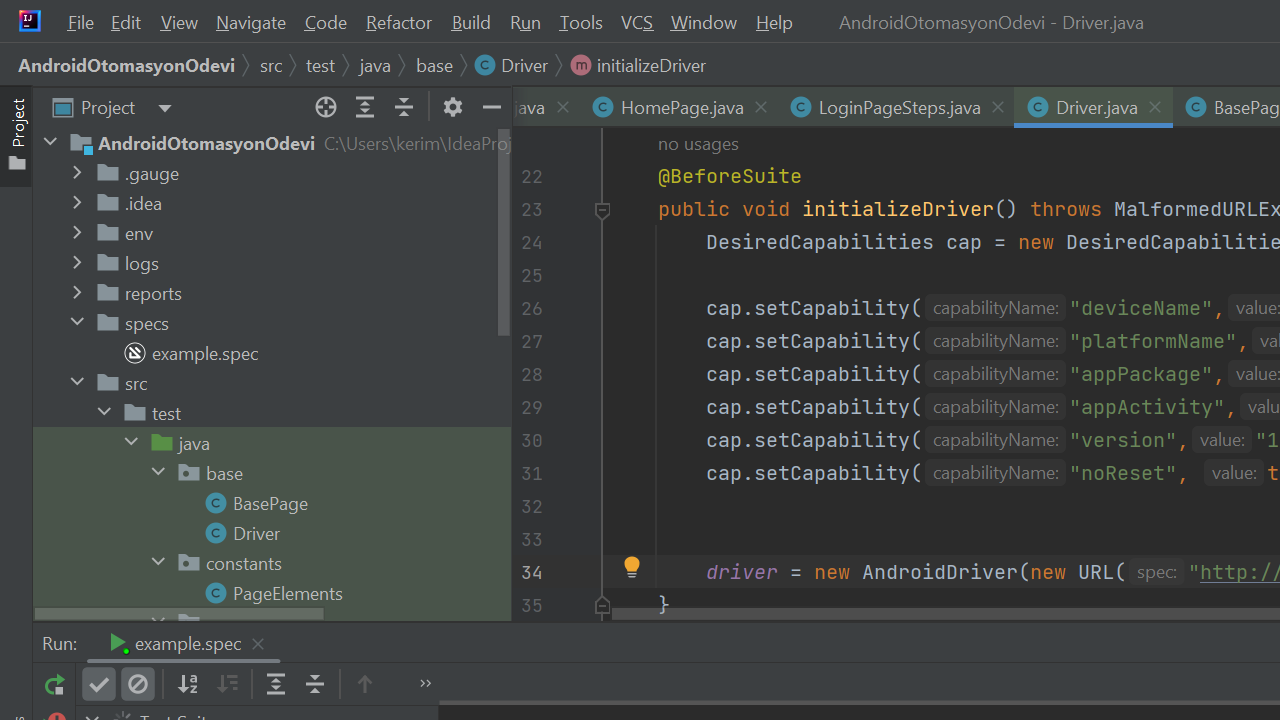 File Edit View Navigate Code Refactor Build Run Tools VCS Window Help AndroidOtomasyonOdevi - Driver.java
AndroidOtomasyonOdevi src test java base Driver initializeDriver
Project
Project
java HomePage.java LoginPageSteps.java Driver.java BasePag
AndroidOtomasyonOdevi C:\Users\kerim\IdeaProj
.gauge
.idea
env
logs
reports
specs
example.spec
src
test
java
base
BasePage
Driver
constants
PageElements
no usages
22 @BeforeSuite
23 public void initializeDriver() throws MalformedURLEx
24 DesiredCapabilities cap = new DesiredCapabilitie
25
26 cap.setCapability( capabilityName: "deviceName", value:
27 cap.setCapability( capabilityName: "platformName", val
28 cap.setCapability( capabilityName: "appPackage", value:
29 cap.setCapability( capabilityName: "appActivity", valu
30 cap.setCapability( capabilityName: "version", value: "1
31 cap.setCapability( capabilityName: "noReset", value: t
32
33
34 driver = new AndroidDriver(new URL( spec: "http://
35 }
Run: example.spec